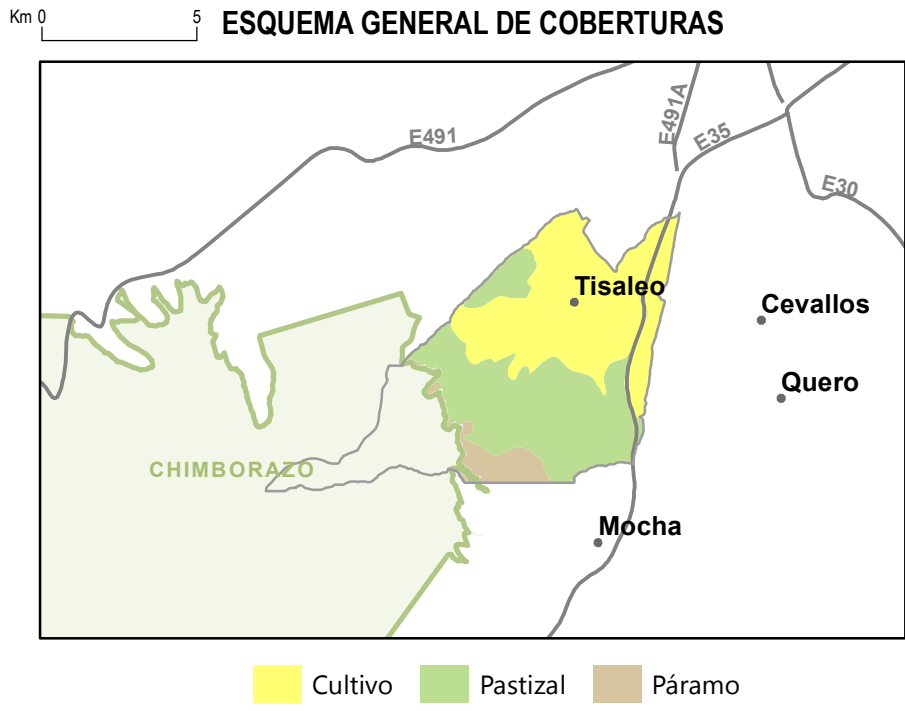 Km 0 5
ESQUEMA GENERAL DE COBERTURAS
E491
E491A
E35
E30
Tisaleo
Cevallos
Quero
CHIMBORAZO
Mocha
Cultivo Pastizal Páramo